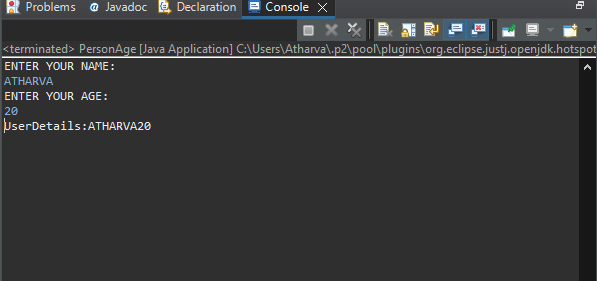 Problems @ Javadoc Declaration Console
<terminated> PersonAge [Java Application] C:\Users\Atharva\.p2\pool\plugins\org.eclipse.justj.openjdk.hotspot
ENTER YOUR NAME:
ATHARVA
ENTER YOUR AGE:
20
UserDetails:ATHARVA20